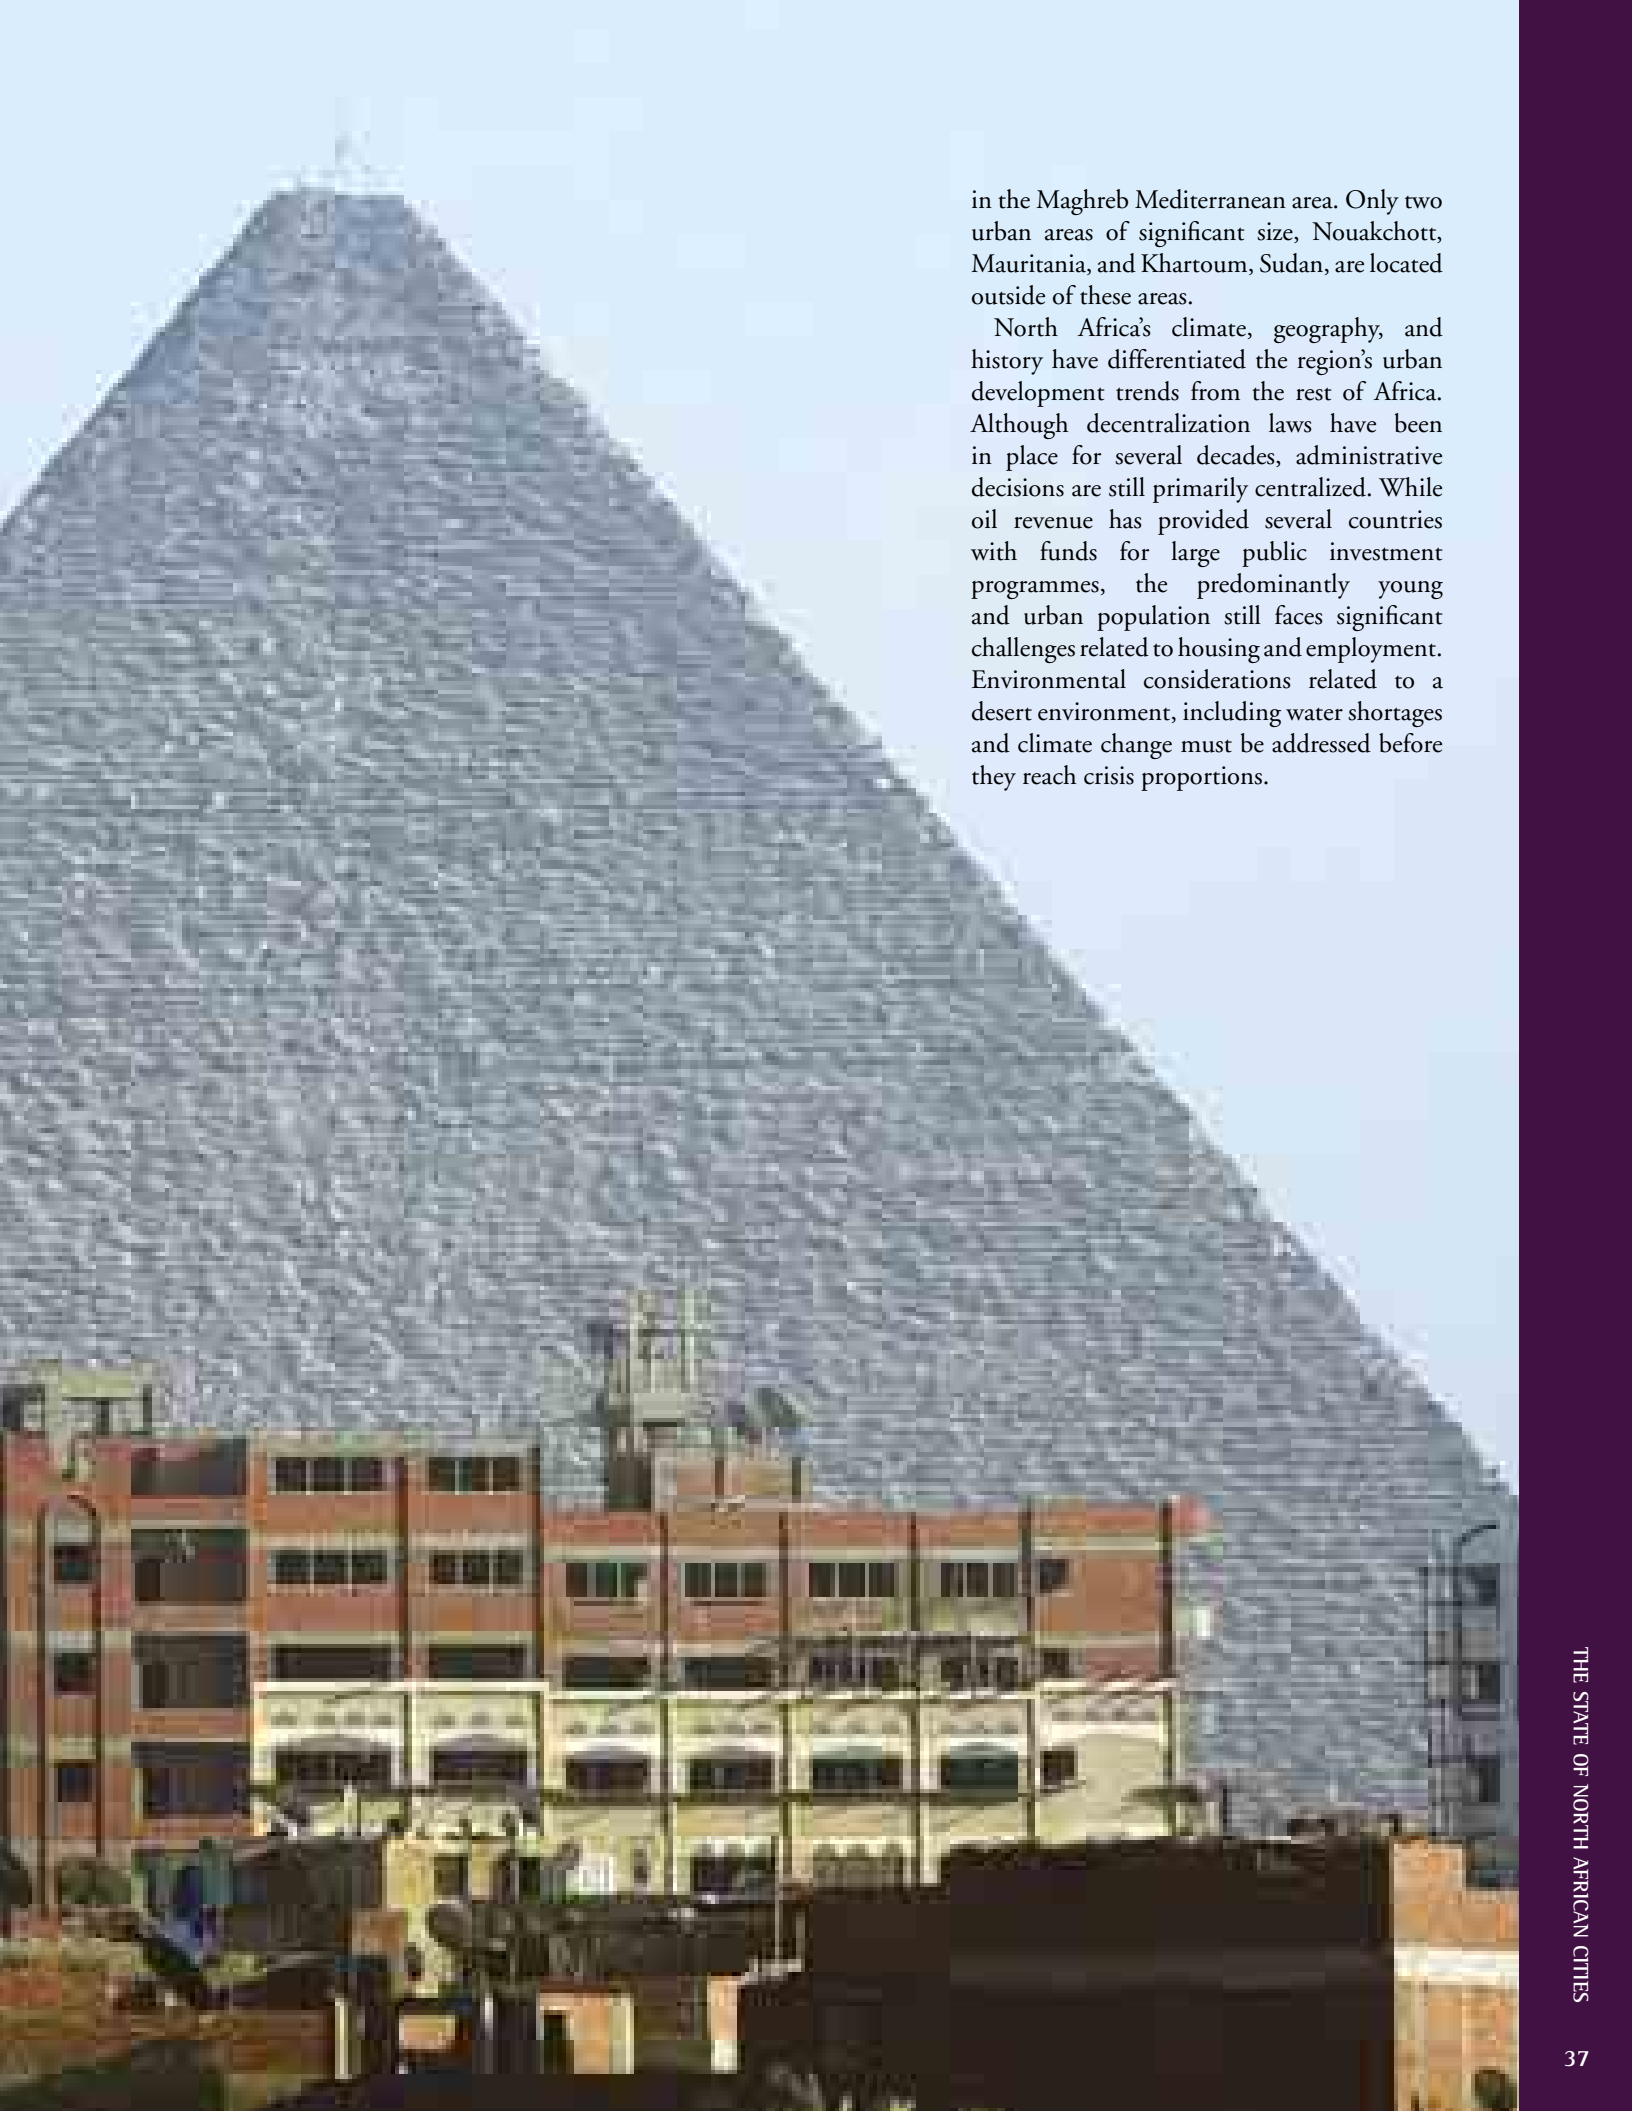 in the Maghreb Mediterranean area. Only two
urban areas of significant size, Nouakchott,
Mauritania, and Khartoum, Sudan, are located
outside of these areas.
North Africa’s climate, geography, and
history have differentiated the region’s urban
development trends from the rest of Africa.
Although decentralization laws have been
in place for several decades, administrative
decisions are still primarily centralized. While
oil revenue has provided several countries
with funds for large public investment
programmes, the predominantly young
and urban population still faces significant
challenges related to housing and employment.
Environmental considerations related to a
desert environment, including water shortages
and climate change must be addressed before
they reach crisis proportions.
THE STATE OF NORTH AFRICAN CITIES
37